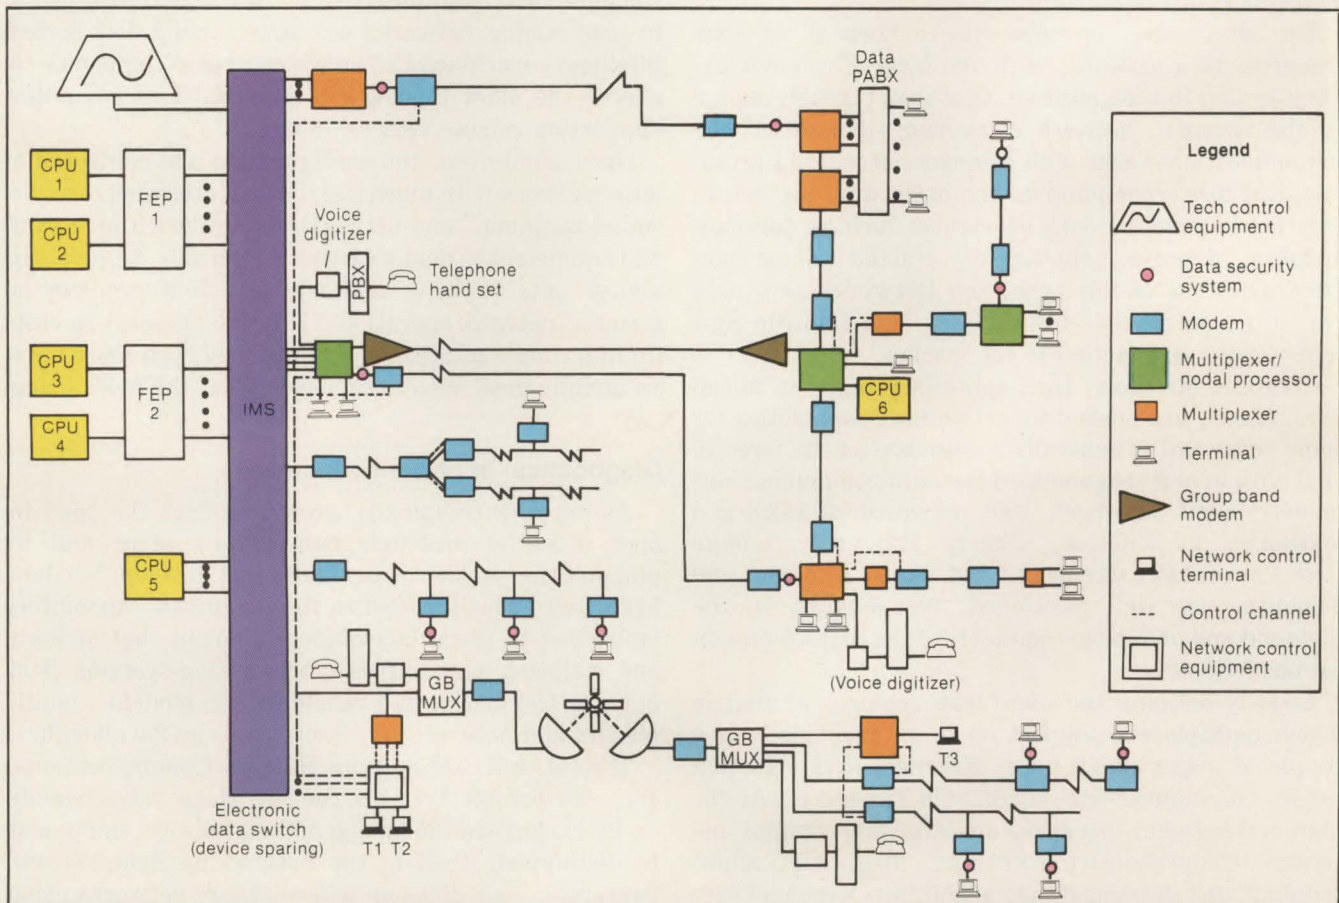 Data
PABX
CPU
1
FEP
1
CPU
2
Voice
digitizer
PBX
Telephone
hand set
CPU
3
FEP
2
CPU
4
IMS
CPU
6
CPU
5
GB
MUX
(Voice digitizer)
GB
MUX
T3
T1 T2
Electronic
data switch
(device sparing)
Legend
Tech control
equipment
Data security
system
Modem
Multiplexer/
nodal processor
Multiplexer
Terminal
Group band
modem
Network control
terminal
Control channel
Network control
equipment